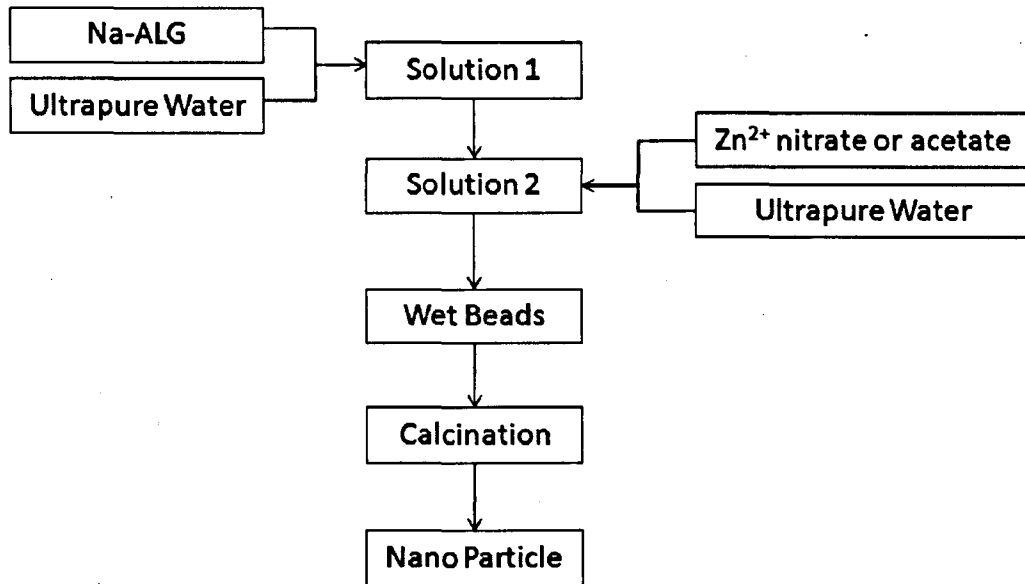 Na-ALG
Ultrapure Water
Solution 1
Zn²⁺ nitrate or acetate
Ultrapure Water
Solution 2
Wet Beads
Calcination
Nano Particle